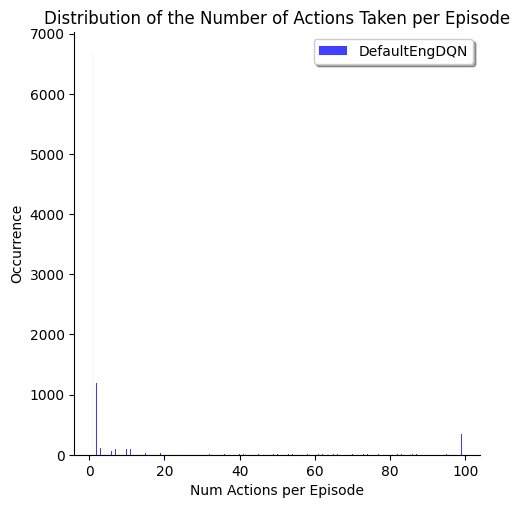 Distribution of the Number of Actions Taken per Episode
DefaultEngDQN
7000
6000
5000
4000
3000
2000
1000
0
Occurrence
0 20 40 60 80 100
Num Actions per Episode